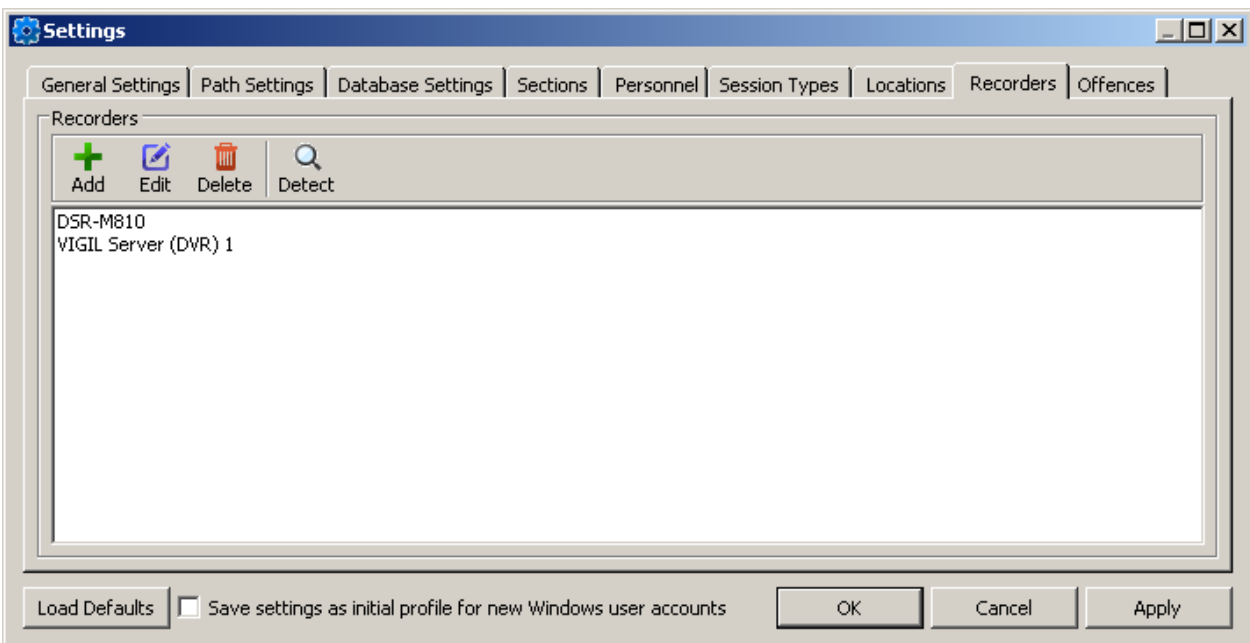 Settings
General Settings Path Settings Database Settings Sections Personnel Session Types Locations Recorders Offences
Recorders
Add Edit Delete Detect
DSR-M810
VIGIL Server (DVR) 1
Load Defaults Save settings as initial profile for new Windows user accounts OK Cancel Apply